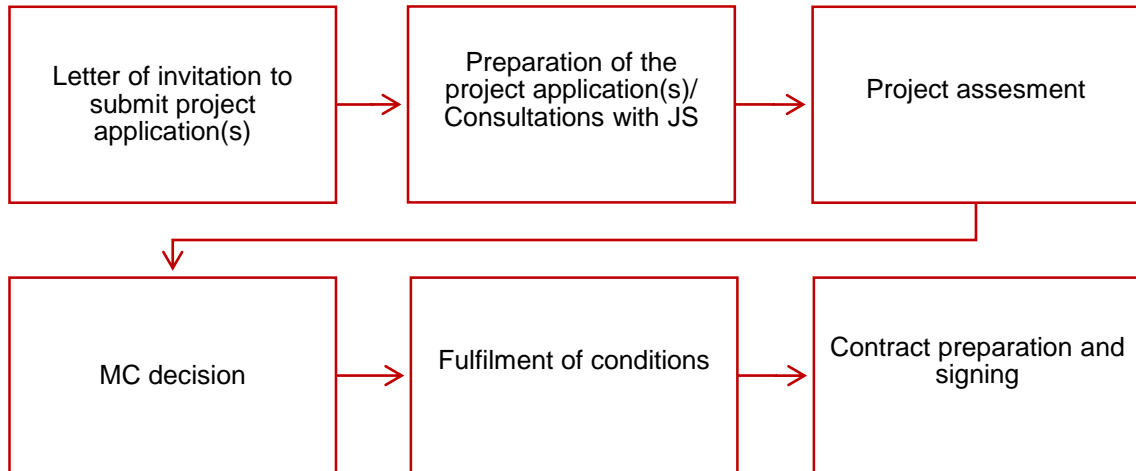 Letter of invitation to
submit project
application(s)
Preparation of the
project application(s)/
Consultations with JS
Project assesment
MC decision
Fulfilment of conditions
Contract preparation and
signing